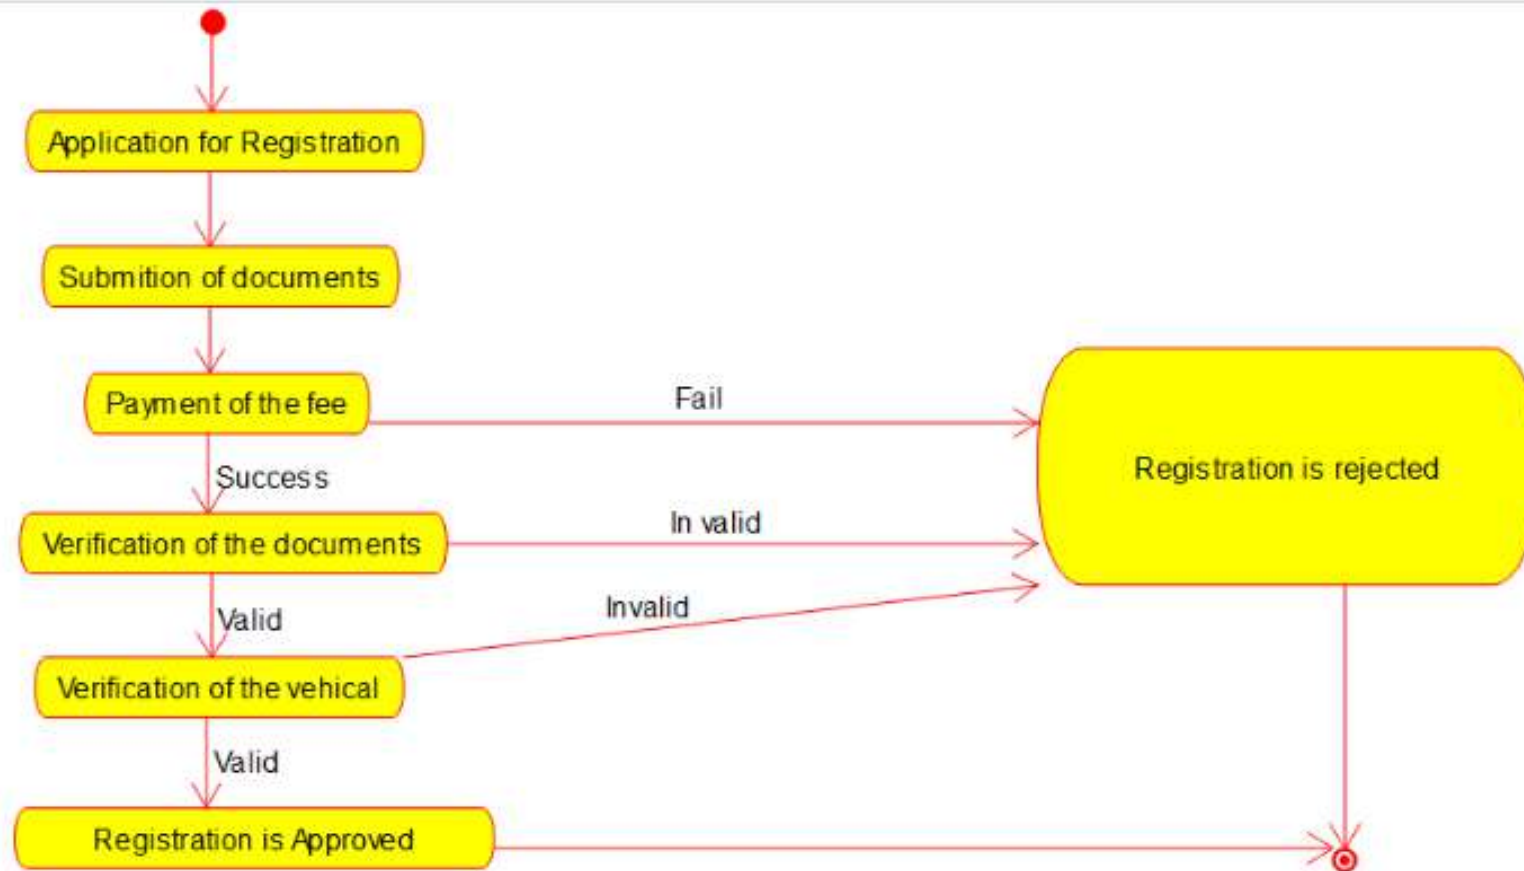 Application for Registration
Submition of documents
Payment of the fee
Fail
Registration is rejected
Success
Verification of the documents
In valid
Valid
Invalid
Verification of the vehical
Valid
Registration is Approved